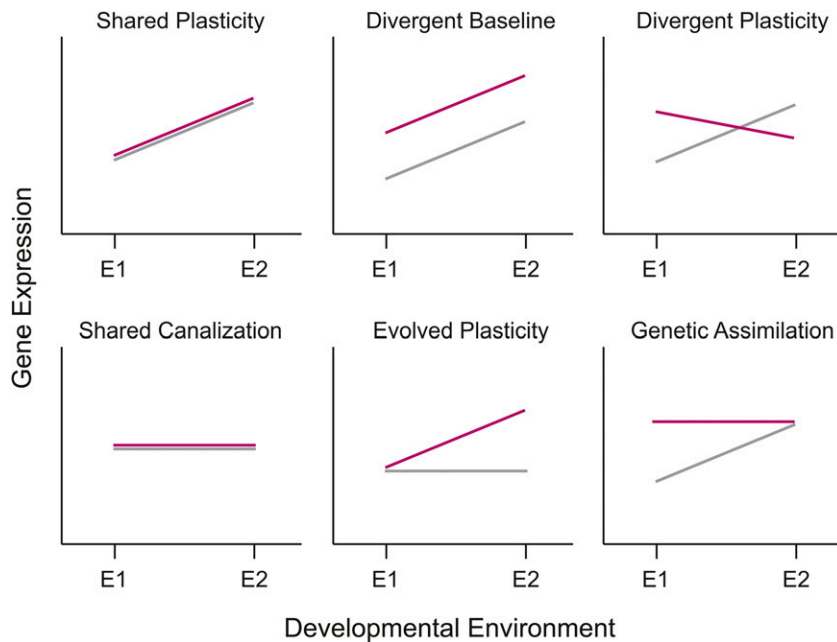 Shared Plasticity
Divergent Baseline
Divergent Plasticity
E1
E2
E1
E2
E1
E2
Gene Expression
Shared Canalization
Evolved Plasticity
Genetic Assimilation
E1
E2
E1
E2
E1
E2
Developmental Environment